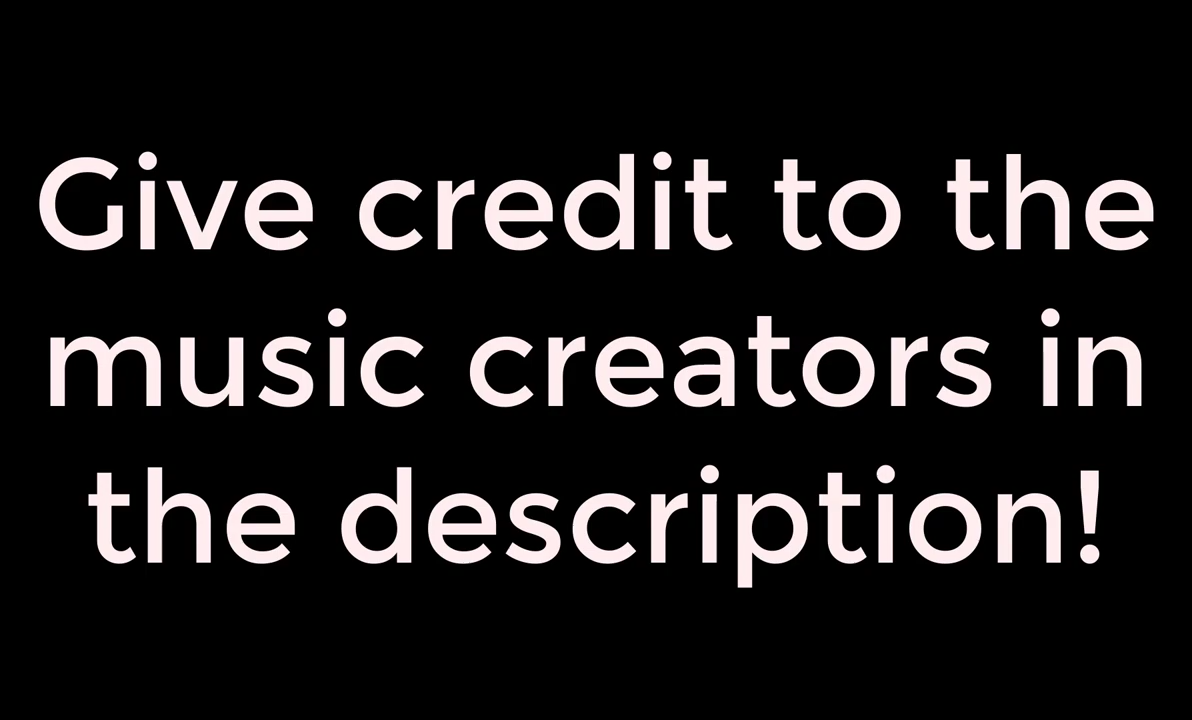 Give credit to the
music creators in
the description!